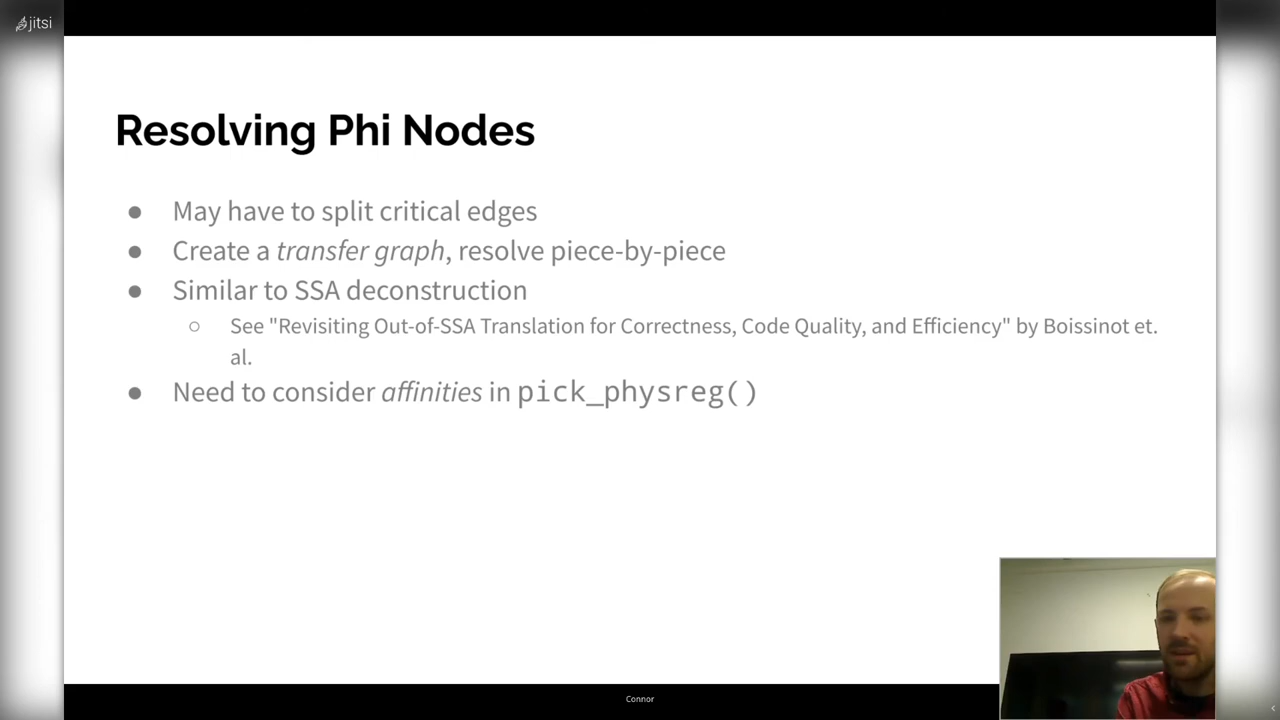 jitsi
Resolving Phi Nodes
● May have to split critical edges
● Create a transfer graph, resolve piece-by-piece
● Similar to SSA deconstruction
○ See "Revisiting Out-of-SSA Translation for Correctness, Code Quality, and Efficiency" by Boissinot et.
al.
● Need to consider affinities in pick_physreg()
Connor